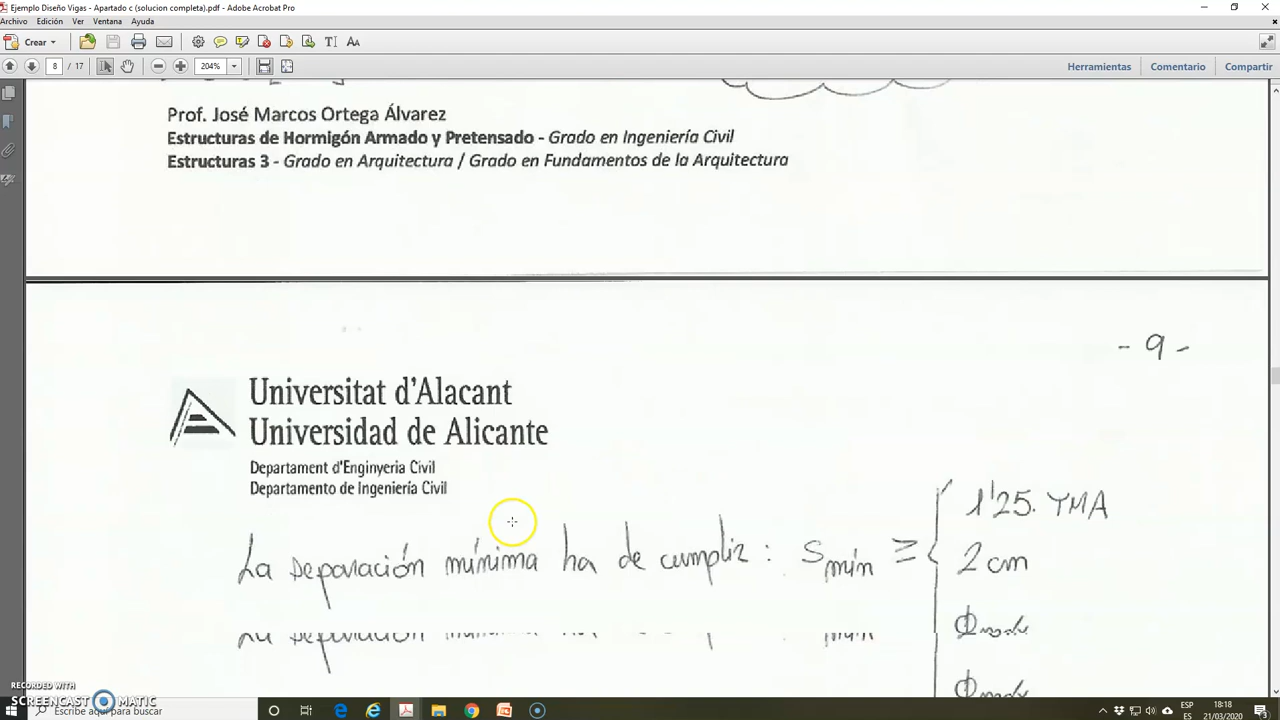 Ejemplo Diseño Vigas - Apartado c (solucion completa).pdf - Adobe Acrobat Pro
Archivo Edición Ver Ventana Ayuda
Crear
8 / 17 204% Herramientas Comentario Compartir
Prof. José Marcos Ortega Álvarez
Estructuras de Hormigón Armado y Pretensado - Grado en Ingeniería Civil
Estructuras 3 - Grado en Arquitectura / Grado en Fundamentos de la Arquitectura
- 9 -
Universitat d'Alacant
Universidad de Alicante
Departament d'Enginyeria Civil
Departamento de Ingeniería Civil
1'25. TMA
La separación mínima ha de cumplir: Smín ≥ 2 cm
RECORDED WITH
SCREENCAST MATIC
Escribe aquí para buscar
ESP 18:18
ES 21/03/2020